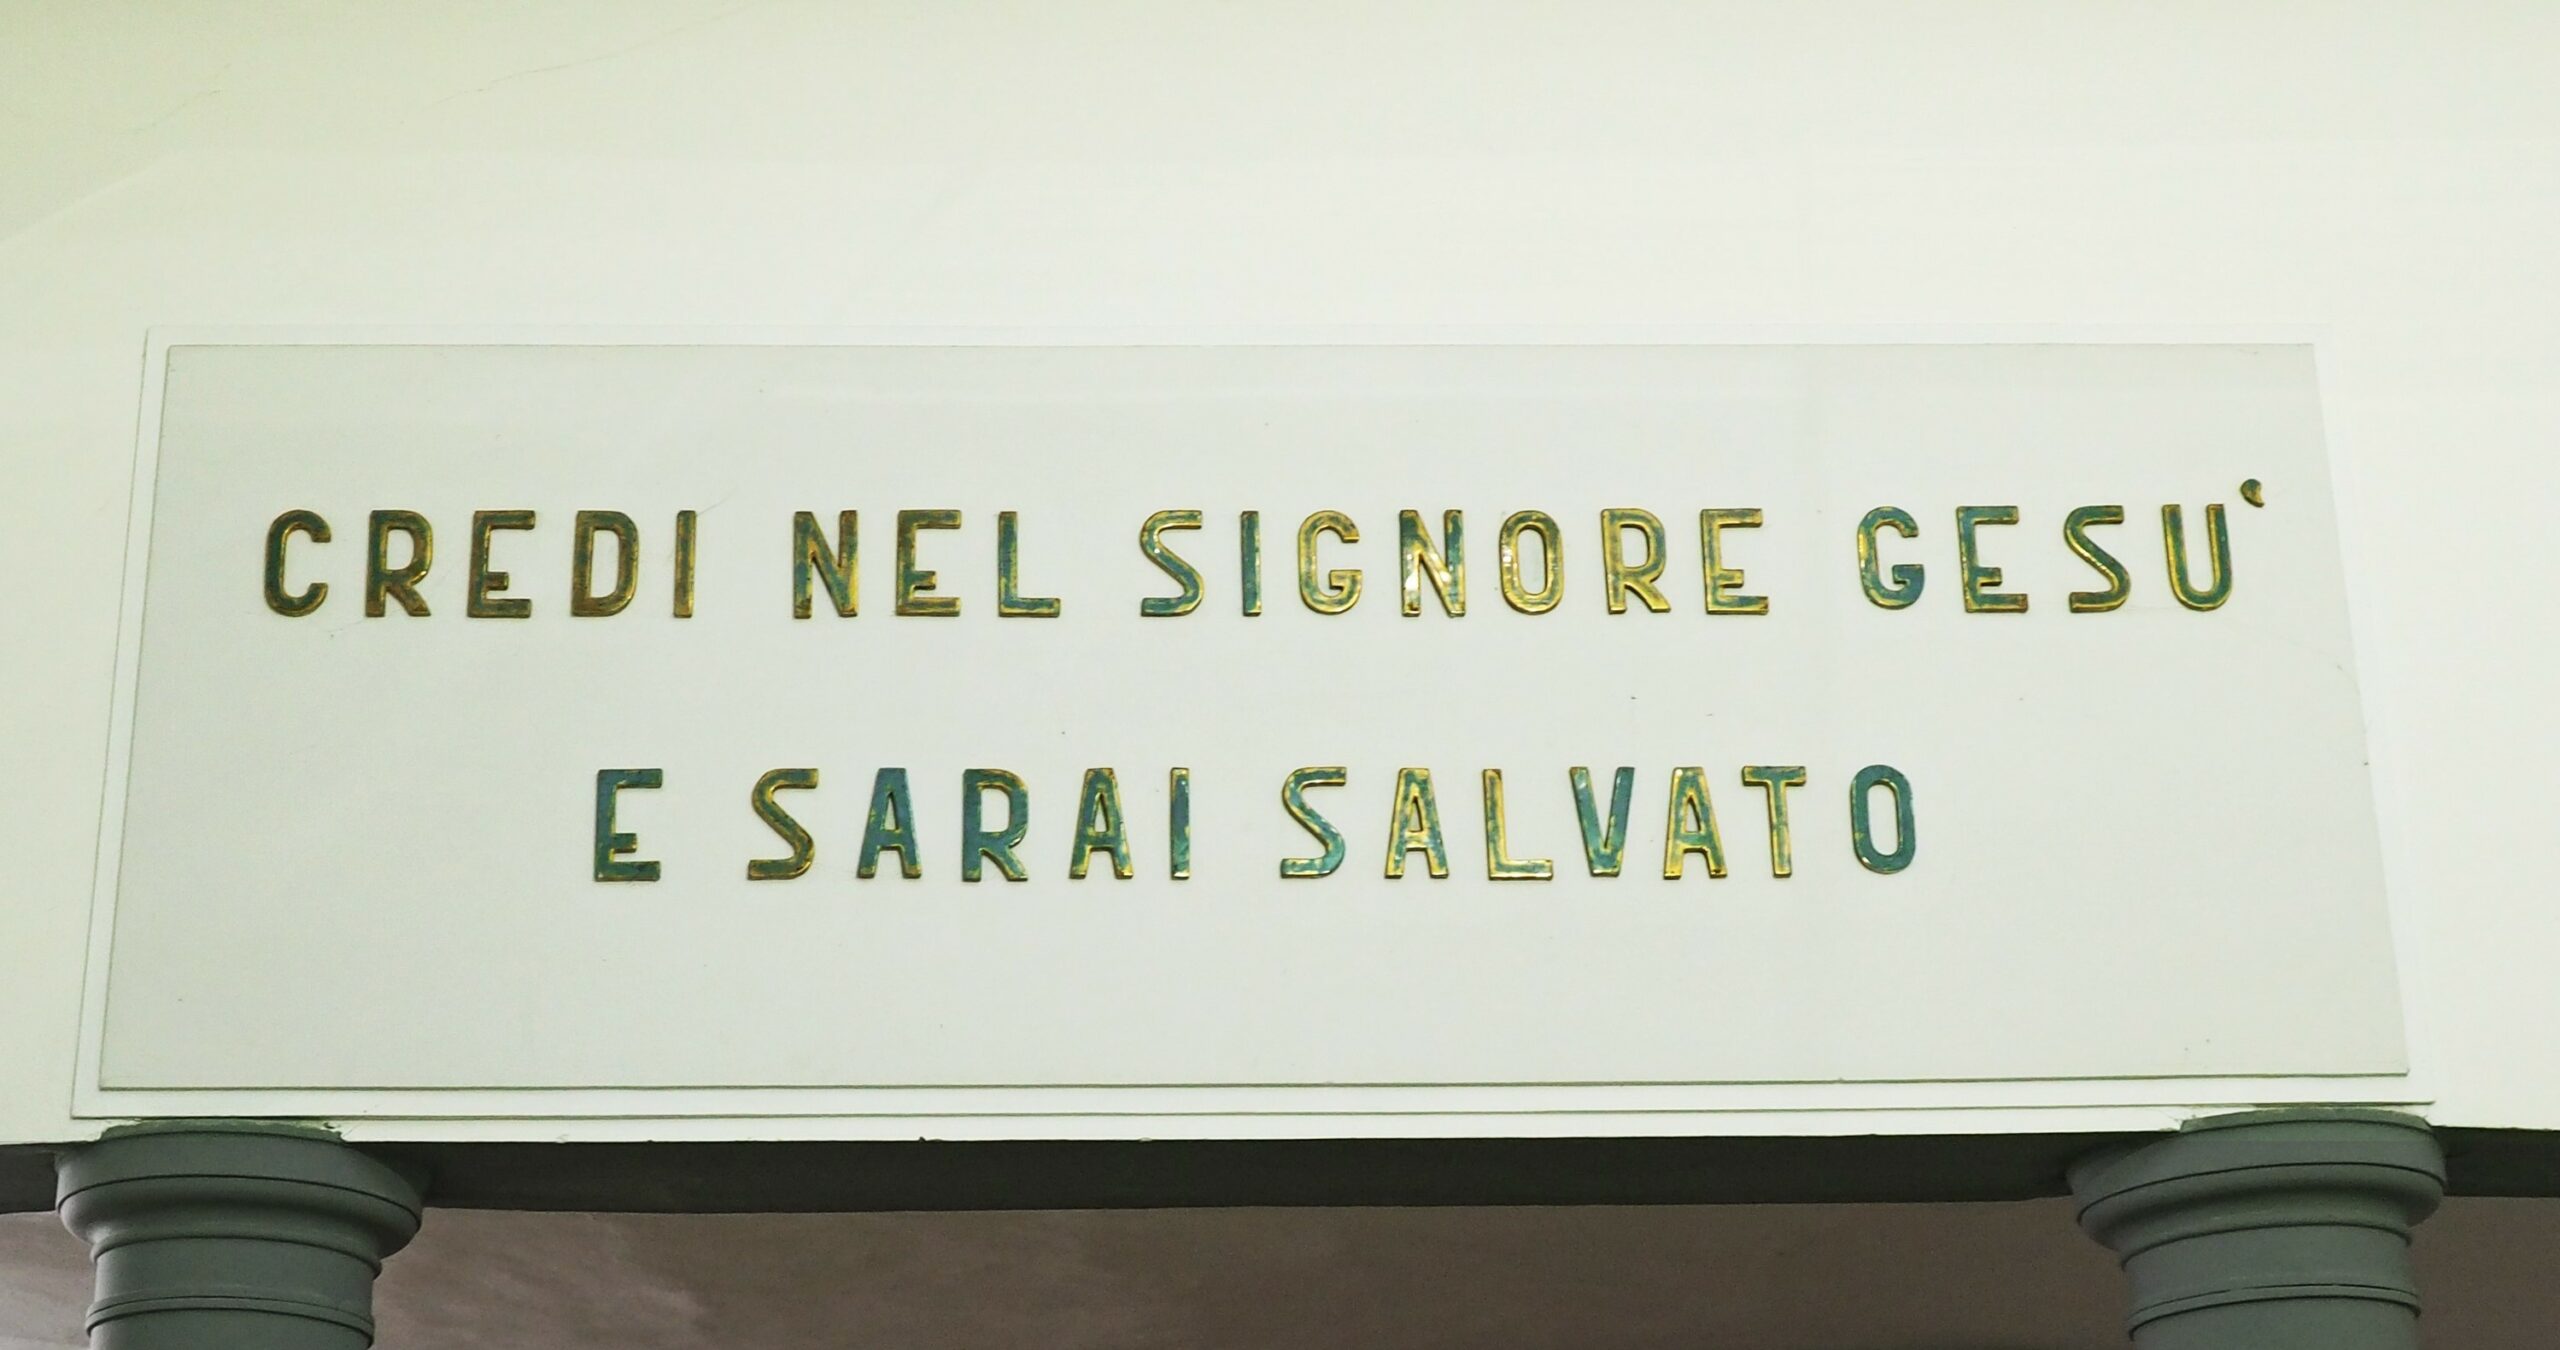 CREDI NEL SIGNORE GESU'
E SARAI SALVATO